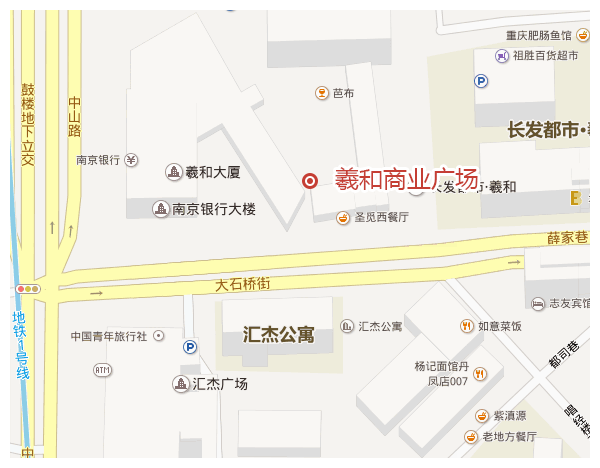 重庆肥肠鱼馆
祖胜百货超市
P
芭布
鼓楼地下立交
中山路
长发都市·
南京银行
羲和大厦
羲和商业广场
长发都市·羲和
南京银行大楼
圣觅西餐厅
薛家巷
大石桥街
志友宾馆
地铁1号线
汇杰公寓
汇杰公寓
如意菜饭
中国青年旅行社
P
都司巷
杨记面馆丹
凤店007
ATM
汇杰广场
唱经楼
紫滇源
老地方餐厅
中